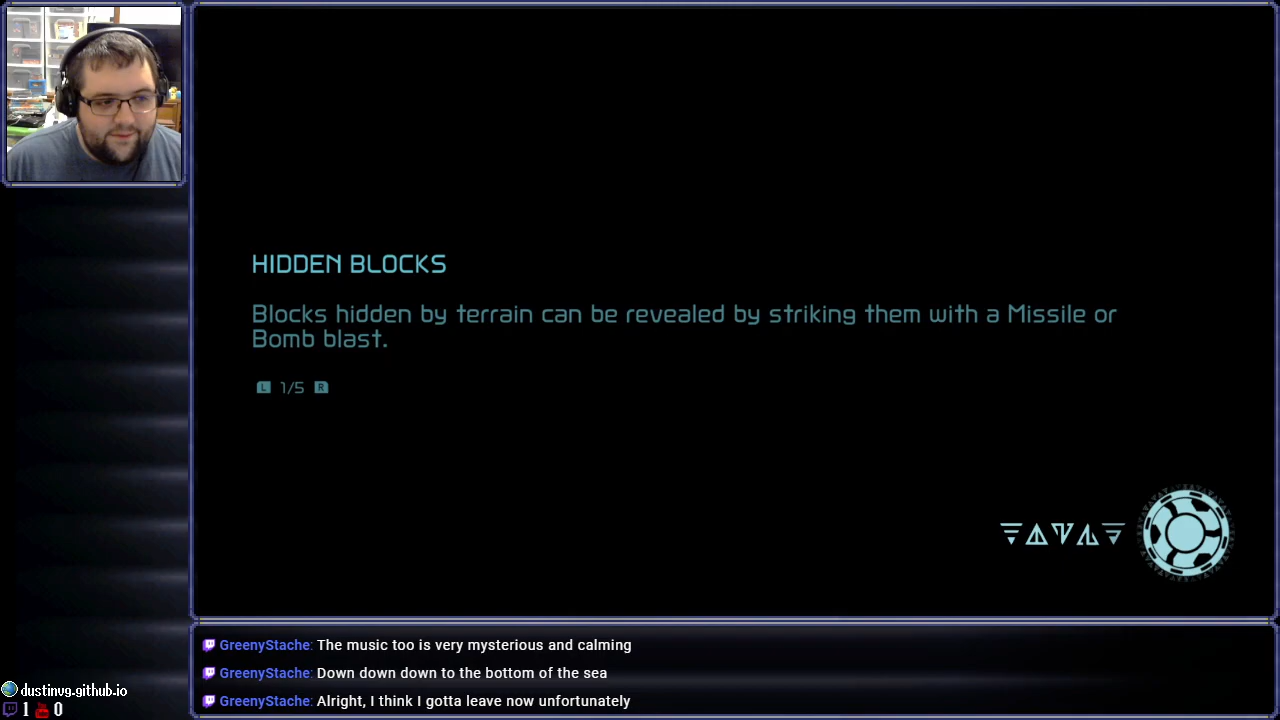 HIDDEN BLOCKS
Blocks hidden by terrain can be revealed by striking them with a Missile or
Bomb blast.
L 1/5 R
GreenyStache: The music too is very mysterious and calming
GreenyStache: Down down down to the bottom of the sea
GreenyStache: Alright, I think I gotta leave now unfortunately
dustinvg.github.io
1 0